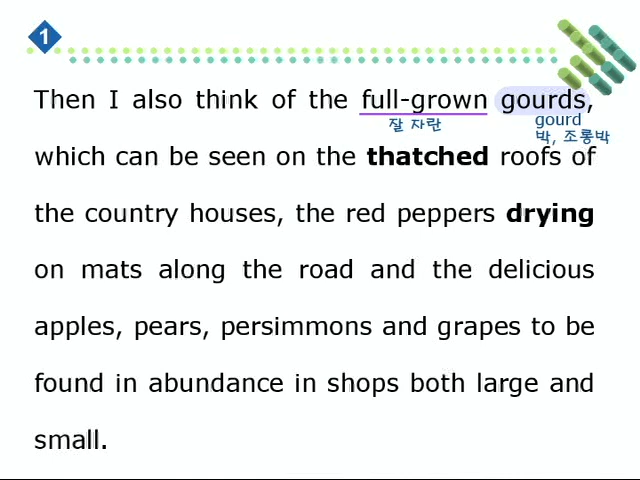 1
Then I also think of the full-grown gourds,
잘 자란
gourd
박, 조롱박
which can be seen on the thatched roofs of
the country houses, the red peppers drying
on mats along the road and the delicious
apples, pears, persimmons and grapes to be
found in abundance in shops both large and
small.